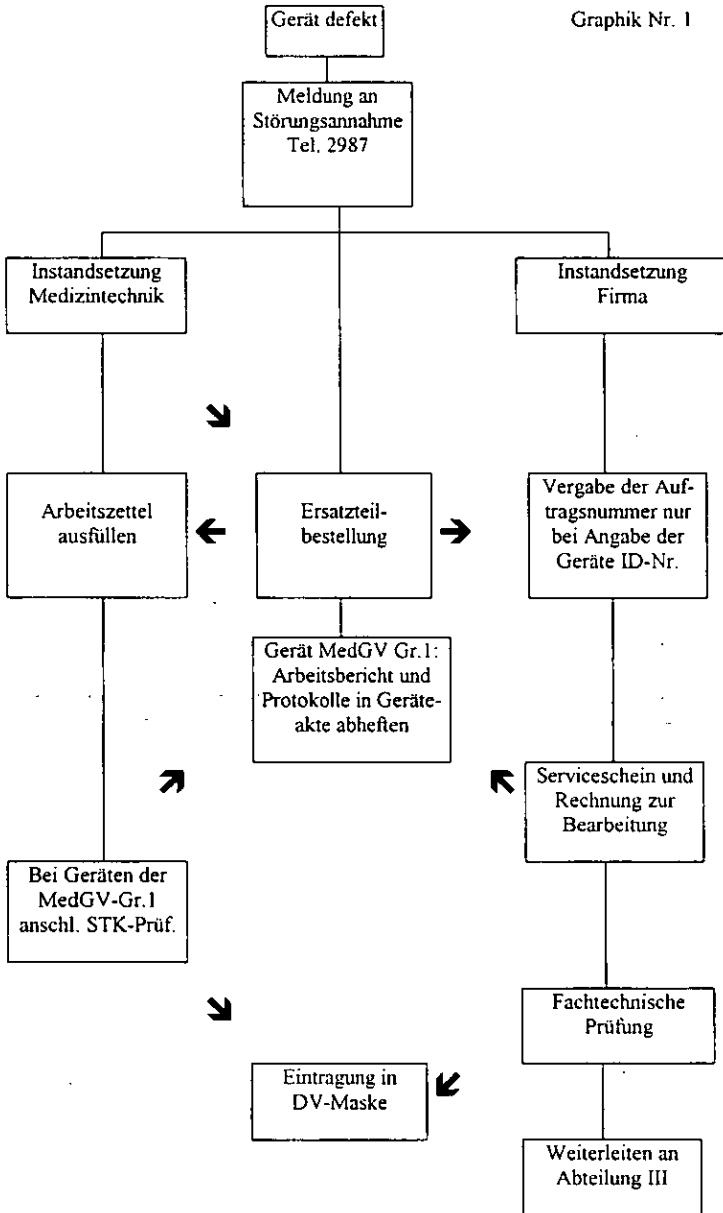 Gerät defekt
Graphik Nr. 1
Meldung an
Störungsannahme
Tel. 2987
Instandsetzung
Medizintechnik
Instandsetzung
Firma
Arbeitszettel
ausfüllen
Ersatzteil-
bestellung
Vergabe der Auf-
tragsnummer nur
bei Angabe der
Geräte ID-Nr.
Gerät MedGV Gr.1:
Arbeitsbericht und
Protokolle in Geräte-
akte abheften
Serviceschein und
Rechnung zur
Bearbeitung
Bei Geräten der
MedGV-Gr.1
anschl. STK-Prüf.
Fachtechnische
Prüfung
Eintragung in
DV-Maske
Weiterleiten an
Abteilung III